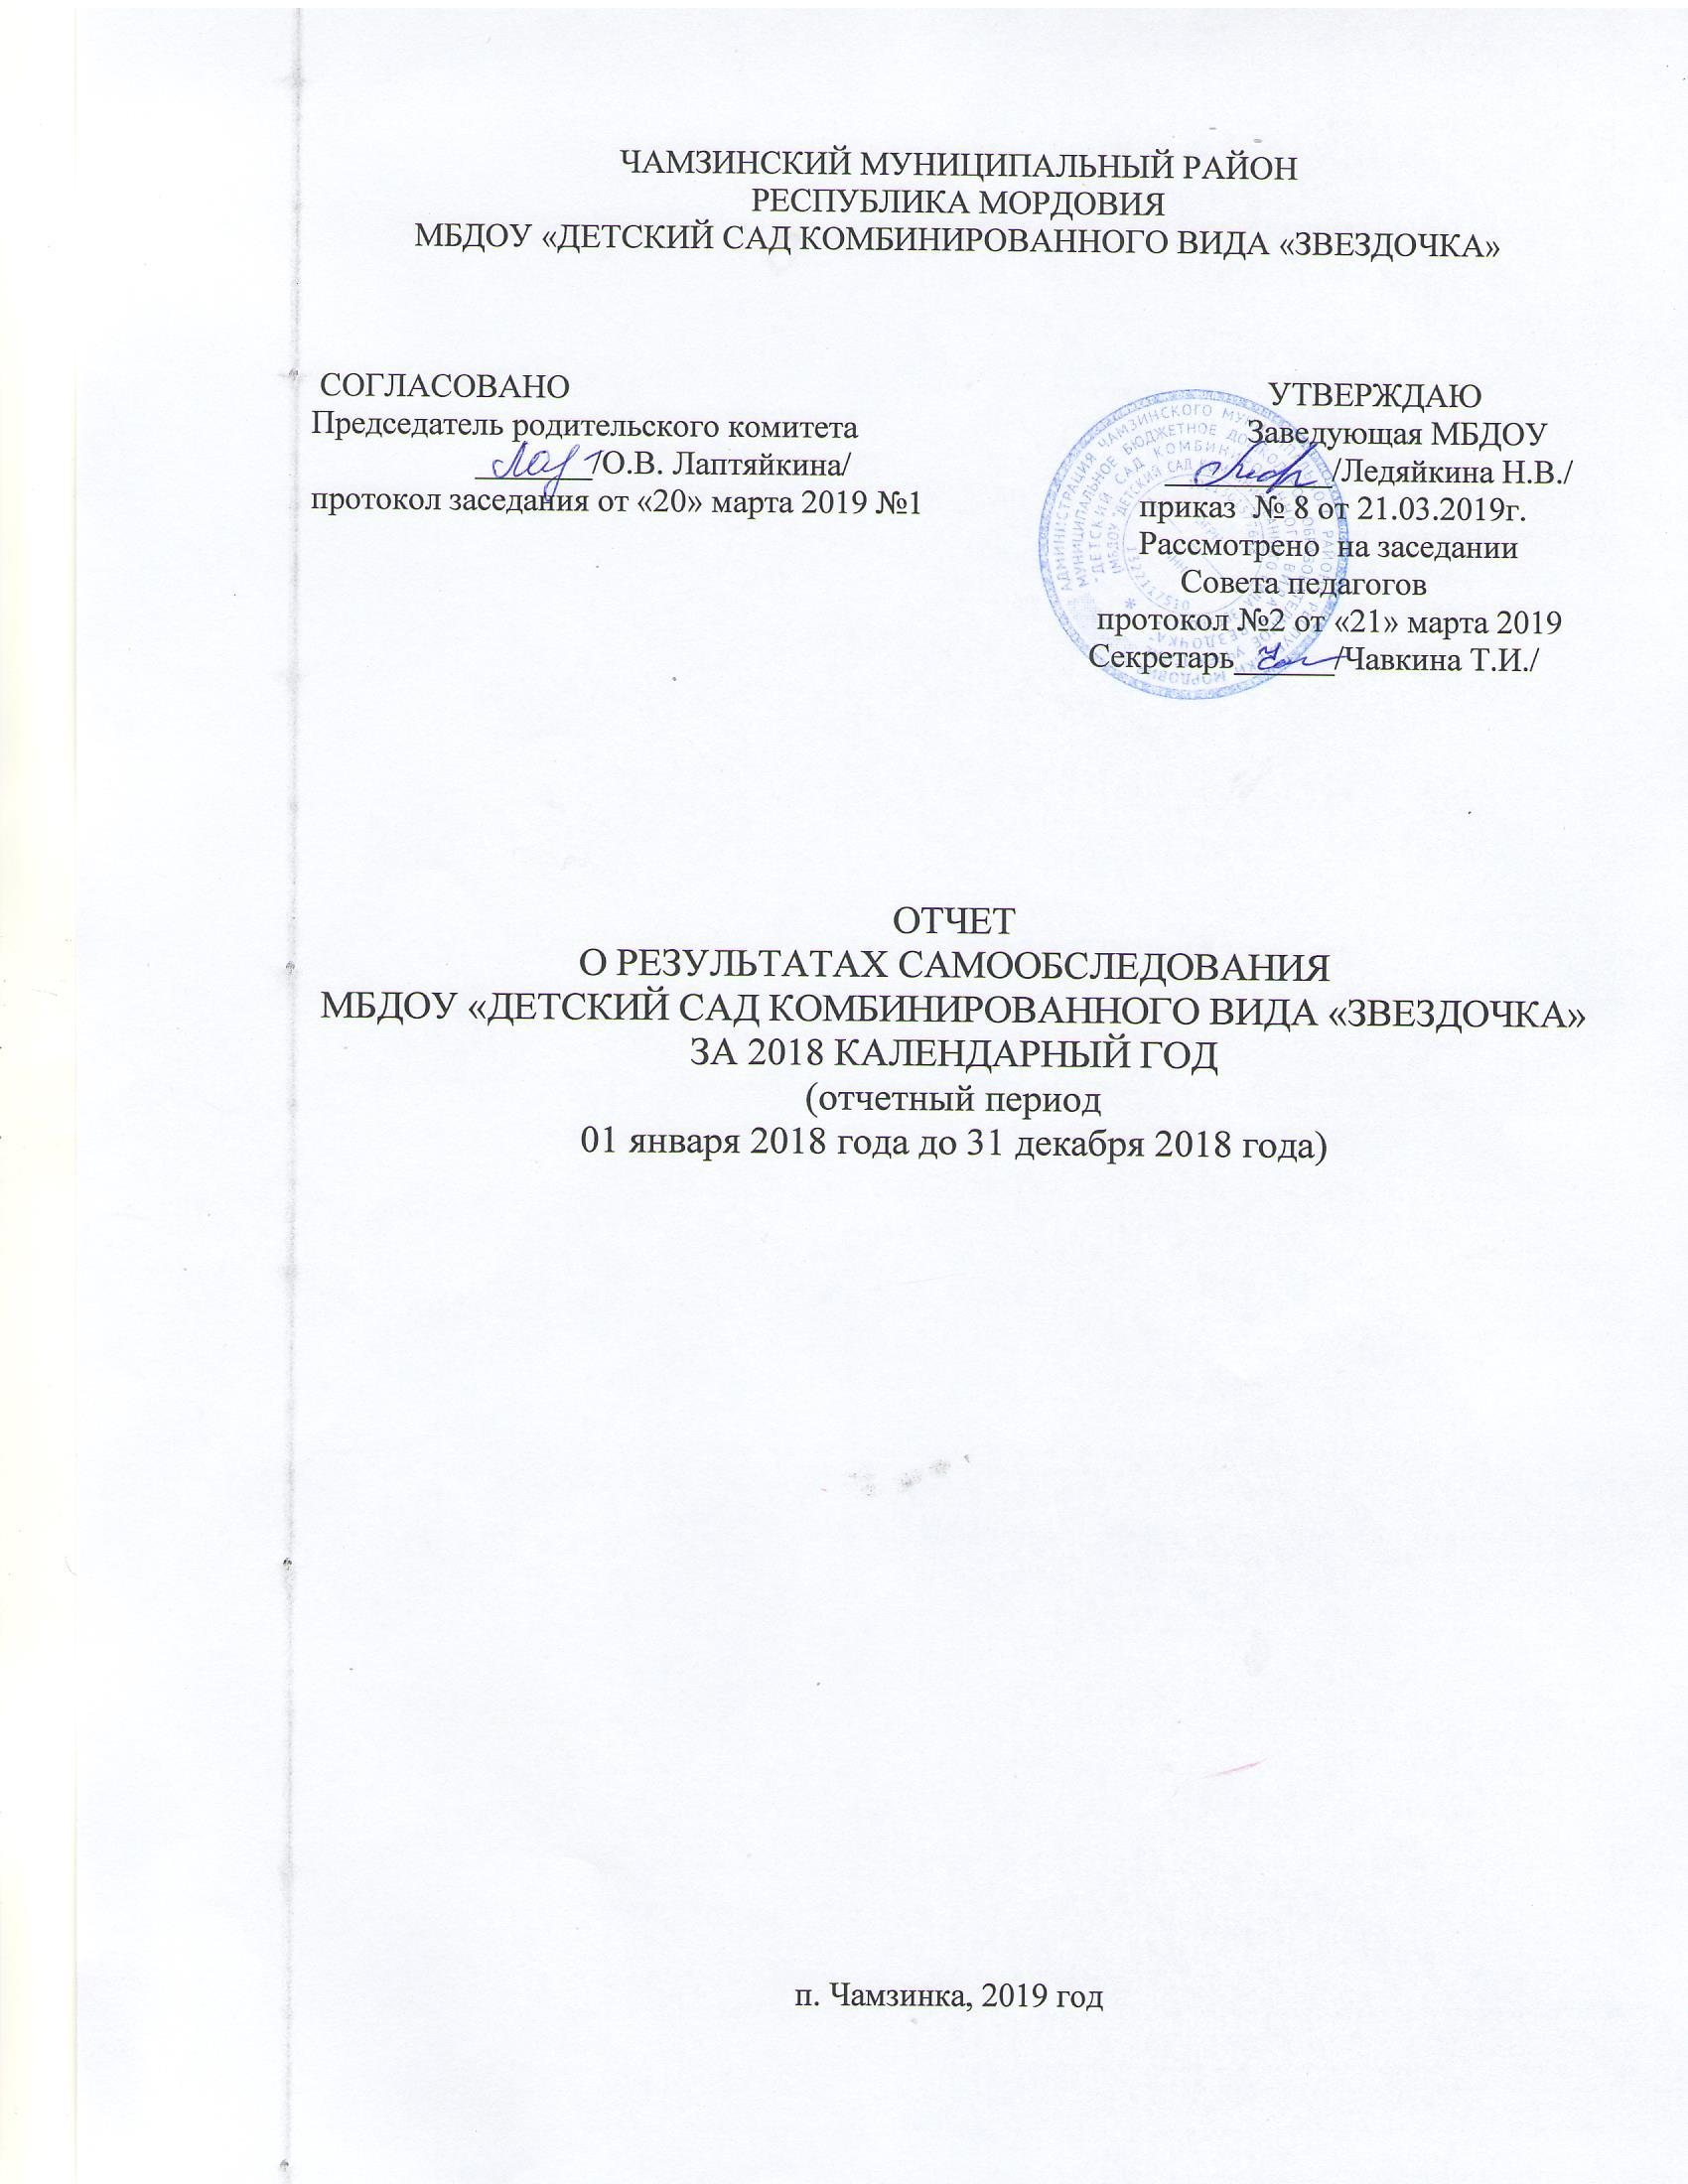 ЧАМЗИНСКИЙ МУНИЦИПАЛЬНЫЙ РАЙОН
РЕСПУБЛИКА МОРДОВИЯ
МБДОУ «ДЕТСКИЙ САД КОМБИНИРОВАННОГО ВИДА «ЗВЕЗДОЧКА»
СОГЛАСОВАНО
Председатель родительского комитета
/О.В. Лаптяйкина/
протокол заседания от «20» марта 2019 №1
УТВЕРЖДАЮ
Заведующая МБДОУ
/Ледяйкина Н.В./
приказ № 8 от 21.03.2019г.
Рассмотрено на заседании
Совета педагогов
протокол №2 от «21» марта 2019
Секретарь /Чавкина Т.И./
ОТЧЕТ
О РЕЗУЛЬТАТАХ САМООБСЛЕДОВАНИЯ
МБДОУ «ДЕТСКИЙ САД КОМБИНИРОВАННОГО ВИДА «ЗВЕЗДОЧКА»
ЗА 2018 КАЛЕНДАРНЫЙ ГОД
(отчетный период
01 января 2018 года до 31 декабря 2018 года)
п. Чамзинка, 2019 год